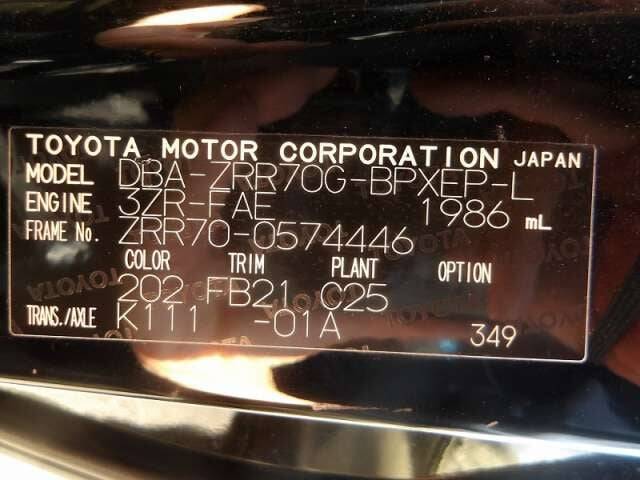 TOYOTA MOTOR CORPORATION JAPAN
MODEL DBA-ZRR70G-BPXEP-L
ENGINE 3ZR-FAE 1986 mL
FRAME No. ZRR70-0574446
COLOR TRIM PLANT OPTION
202 FB21 C25
TRANS./AXLE K111 -01A 349